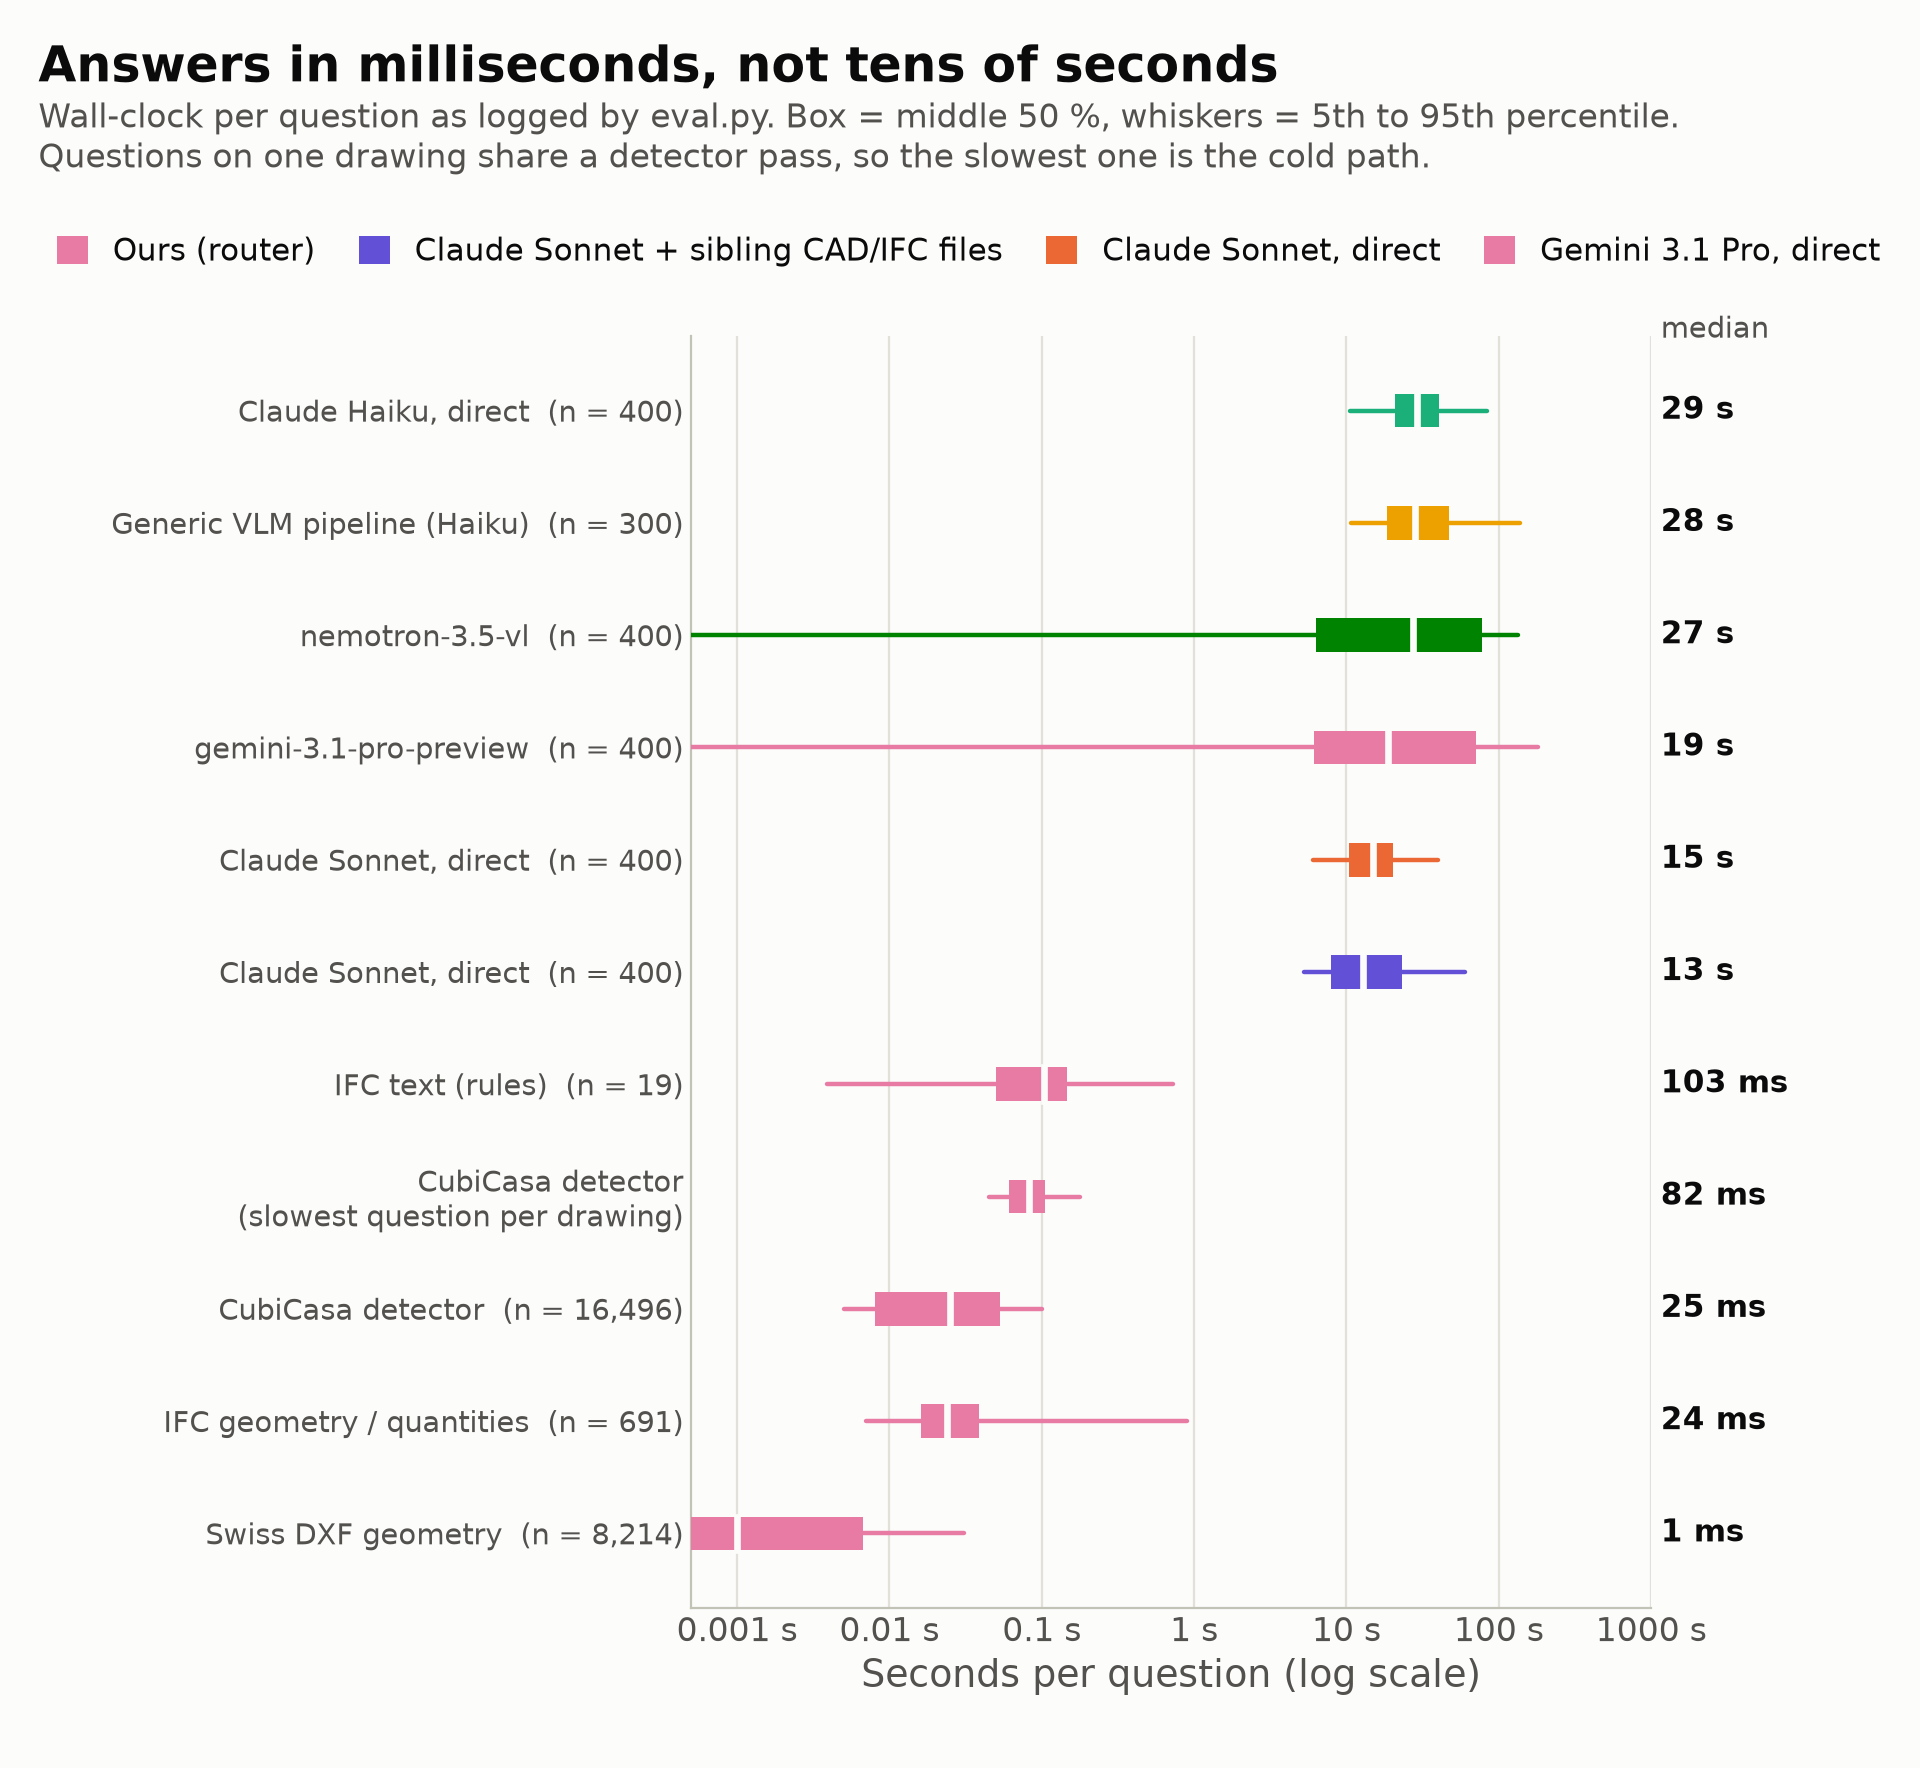 Answers in milliseconds, not tens of seconds
Wall-clock per question as logged by eval.py. Box = middle 50 %, whiskers = 5th to 95th percentile.
Questions on one drawing share a detector pass, so the slowest one is the cold path.
Ours (router)
Claude Sonnet + sibling CAD/IFC files
Claude Sonnet, direct
Gemini 3.1 Pro, direct
median
Claude Haiku, direct (n = 400)
29 s
Generic VLM pipeline (Haiku) (n = 300)
28 s
nemotron-3.5-vl (n = 400)
27 s
gemini-3.1-pro-preview (n = 400)
19 s
Claude Sonnet, direct (n = 400)
15 s
Claude Sonnet, direct (n = 400)
13 s
IFC text (rules) (n = 19)
103 ms
CubiCasa detector
(slowest question per drawing)
82 ms
CubiCasa detector (n = 16,496)
25 ms
IFC geometry / quantities (n = 691)
24 ms
Swiss DXF geometry (n = 8,214)
1 ms
0.001 s
0.01 s
0.1 s
1 s
10 s
100 s
1000 s
Seconds per question (log scale)